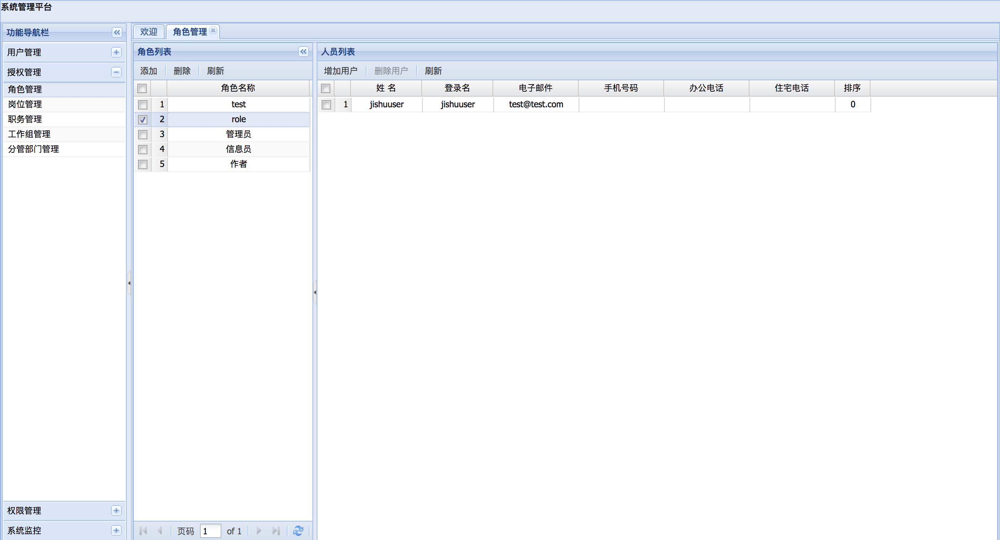 系统管理平台
功能导航栏
用户管理
授权管理
角色管理
岗位管理
职务管理
工作组管理
分管部门管理
权限管理
系统监控
欢迎 角色管理
角色列表
添加 删除 刷新
角色名称
1 test
2 role
3 管理员
4 信息员
5 作者
页码 1 of 1
人员列表
增加用户 删除用户 刷新
姓 名 登录名 电子邮件 手机号码 办公电话 住宅电话 排序
1 jishuuser jishuuser test@test.com 0